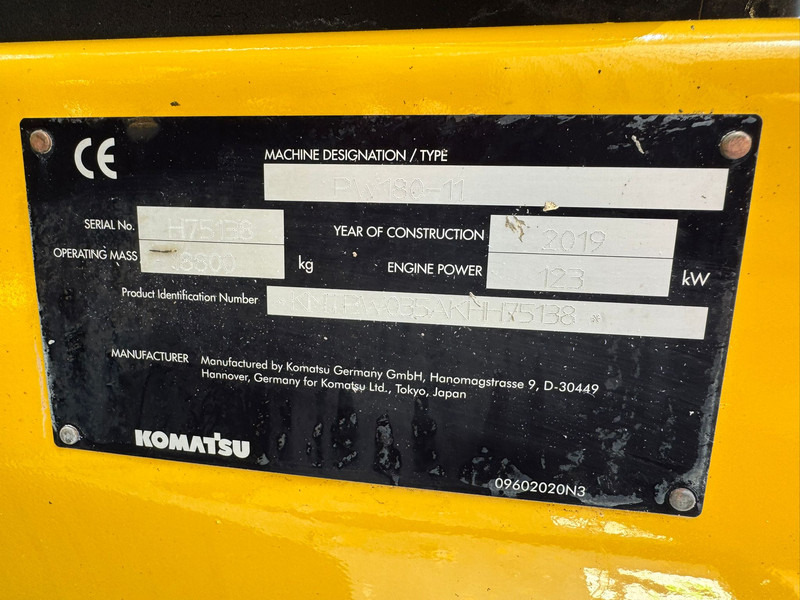 CE
MACHINE DESIGNATION / TYPE
PW180-11
SERIAL No. H75138
YEAR OF CONSTRUCTION 2019
OPERATING MASS kg
ENGINE POWER 123 kW
Product Identification Number
MANUFACTURER Manufactured by Komatsu Germany GmbH, Hanomagstrasse 9, D-30449
Hannover, Germany for Komatsu Ltd., Tokyo, Japan
KOMATSU
09602020N3